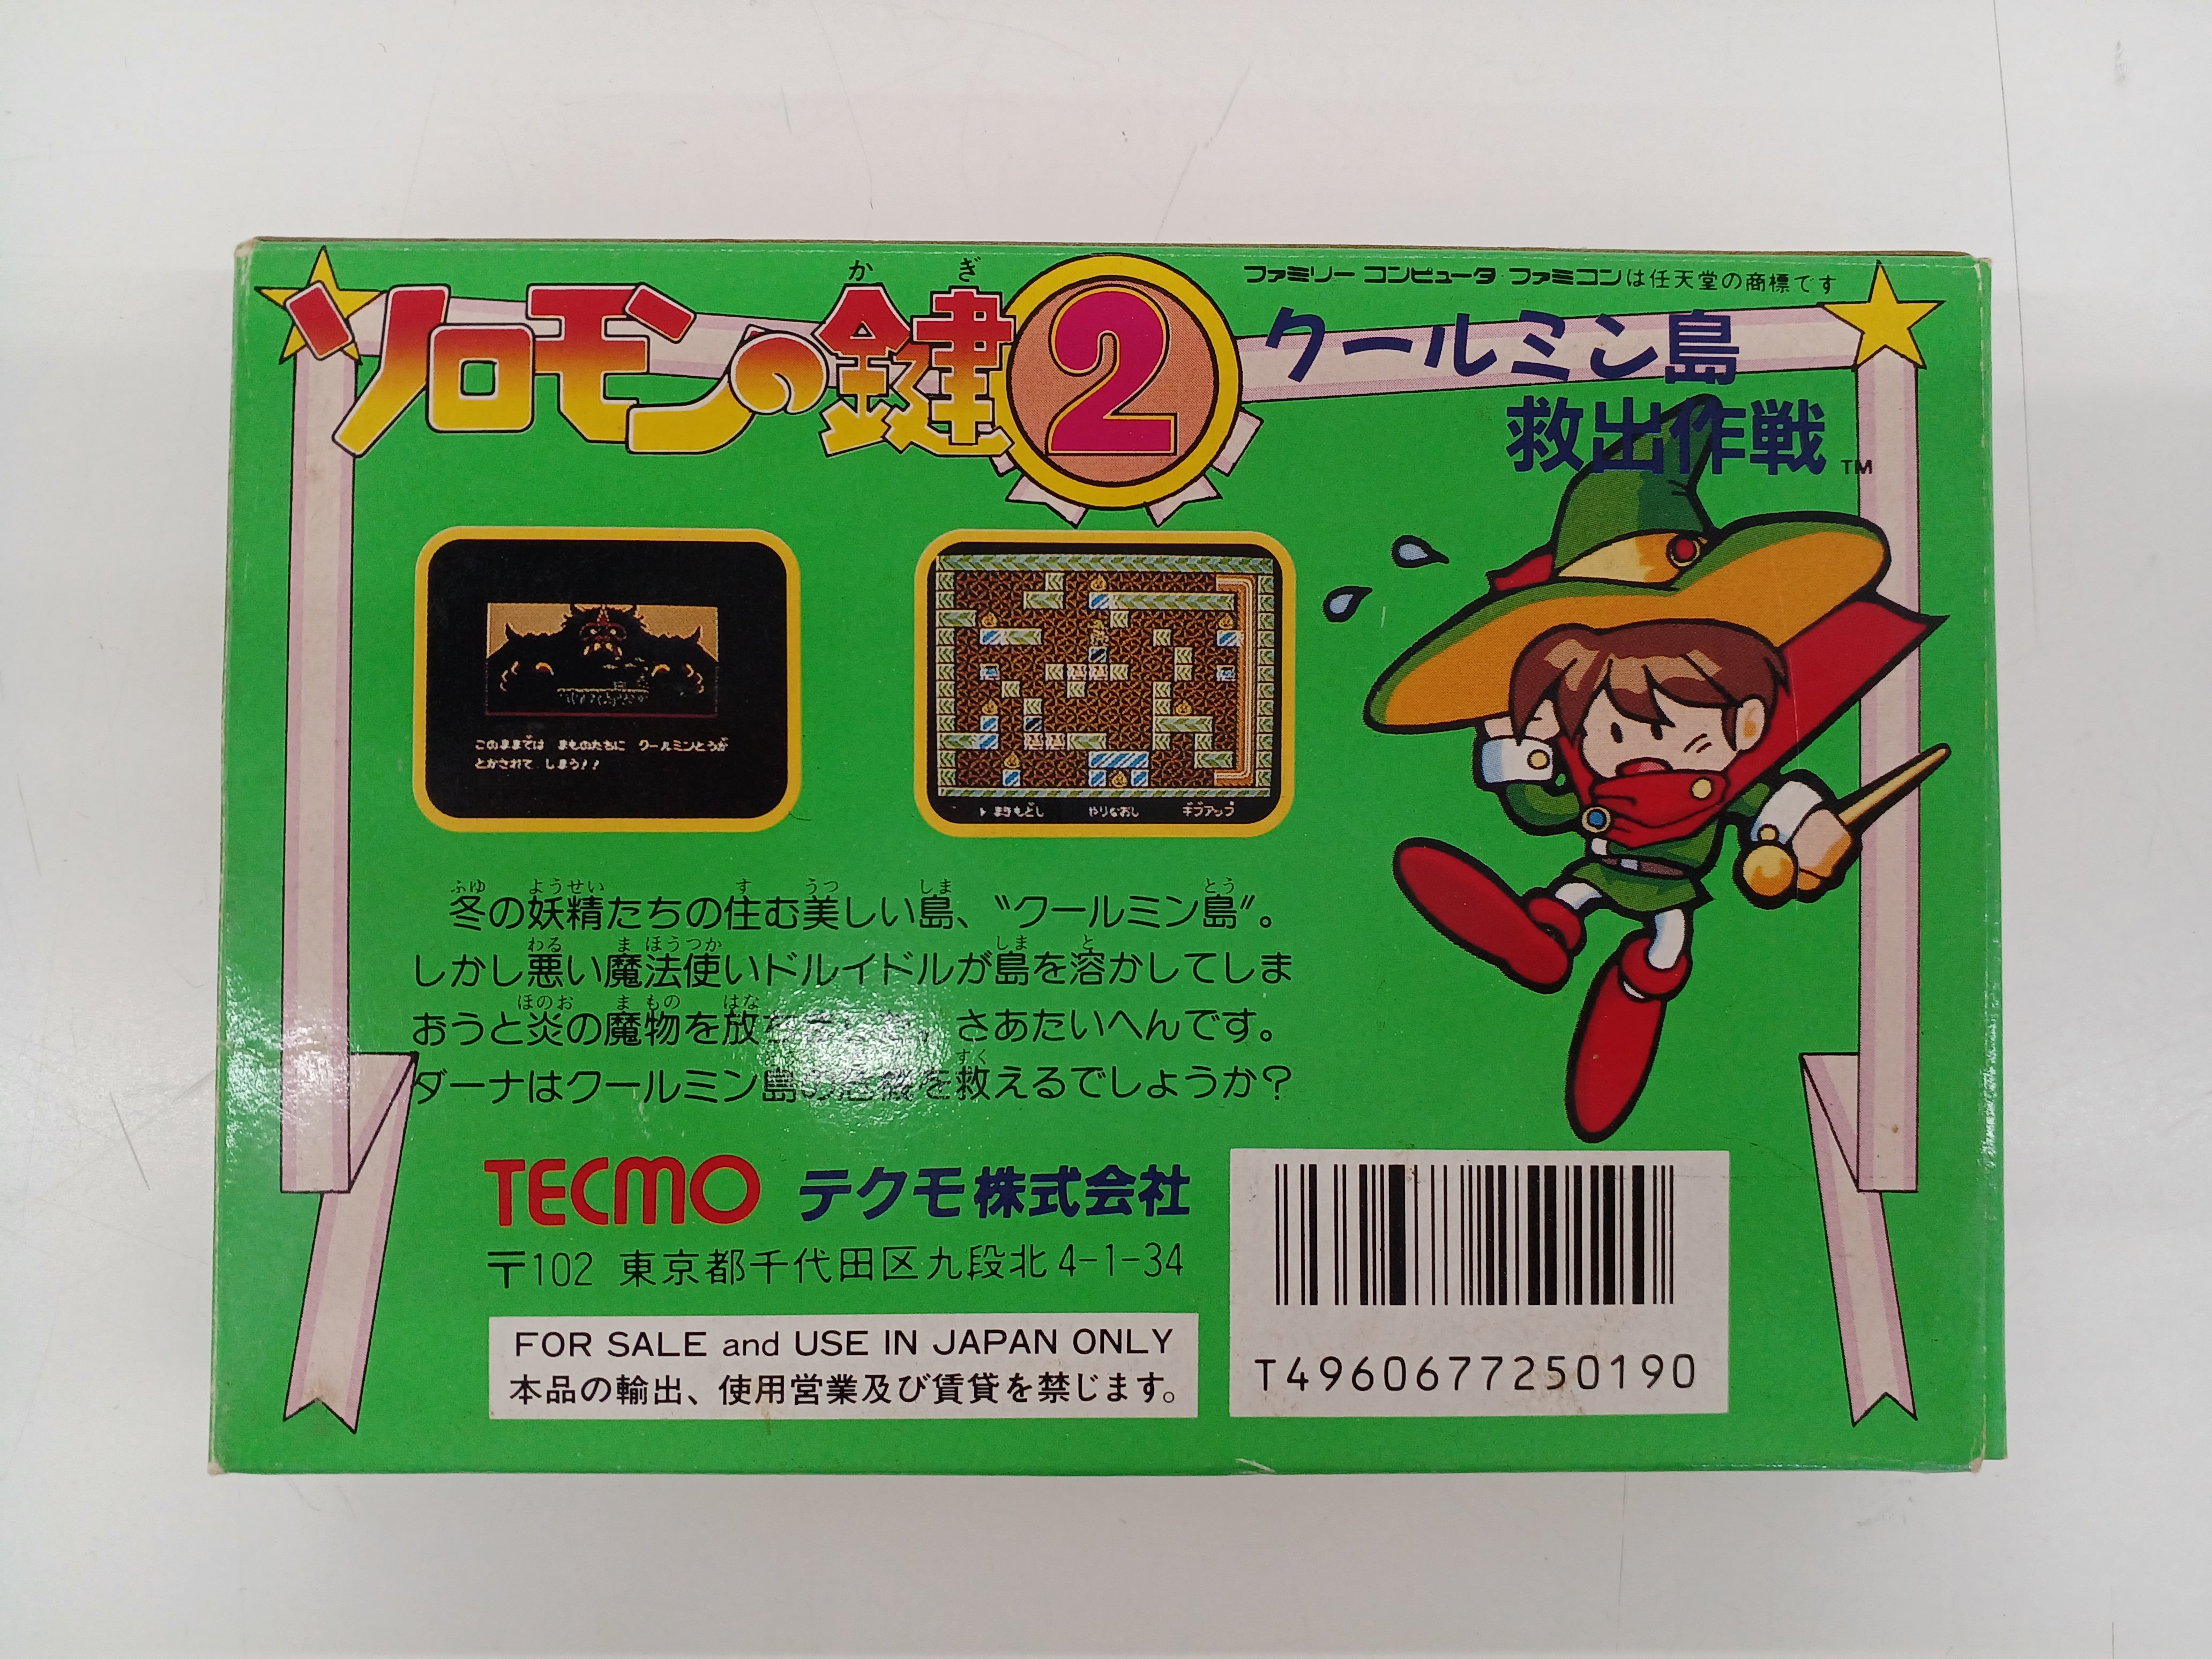 ファミリー コンピュータ・ファミコンは任天堂の商標です
か ぎ
ソロモンの鍵2
クールミン島
救出作戦 TM
このままでは まものたちに クールミンとうが
とかされて しまう!!
まきもどし やりなおし ギブアップ
ふゆ ようせい す うつ しま とう
冬の妖精たちの住む美しい島、“クールミン島”。
わる ま ほうつか しま と
しかし悪い魔法使いドルイドルが島を溶かしてしま
ほのお ま もの はな
おうと炎の魔物を放 さあたいへんです。
すく
ダーナはクールミン島の を救えるでしょうか?
TECMO テクモ株式会社
〒102 東京都千代田区九段北4-1-34
FOR SALE and USE IN JAPAN ONLY
本品の輸出、使用営業及び賃貸を禁じます。
T4960677250190